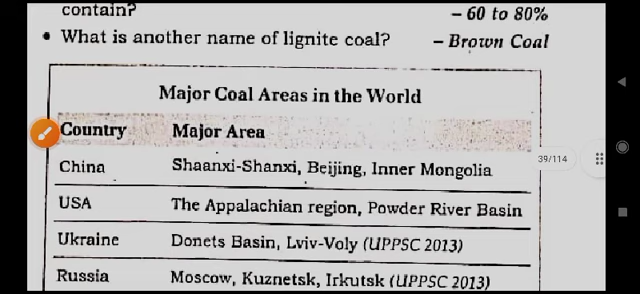 contain?
– 60 to 80%
• What is another name of lignite coal?
– Brown Coal
Major Coal Areas in the World
Country Major Area
China Shaanxi-Shanxi, Beijing, Inner Mongolia
USA The Appalachian region, Powder River Basin
Ukraine Donets Basin, Lviv-Voly (UPPSC 2013)
Russia Moscow, Kuznetsk, Irkutsk (UPPSC 2013)
39/114